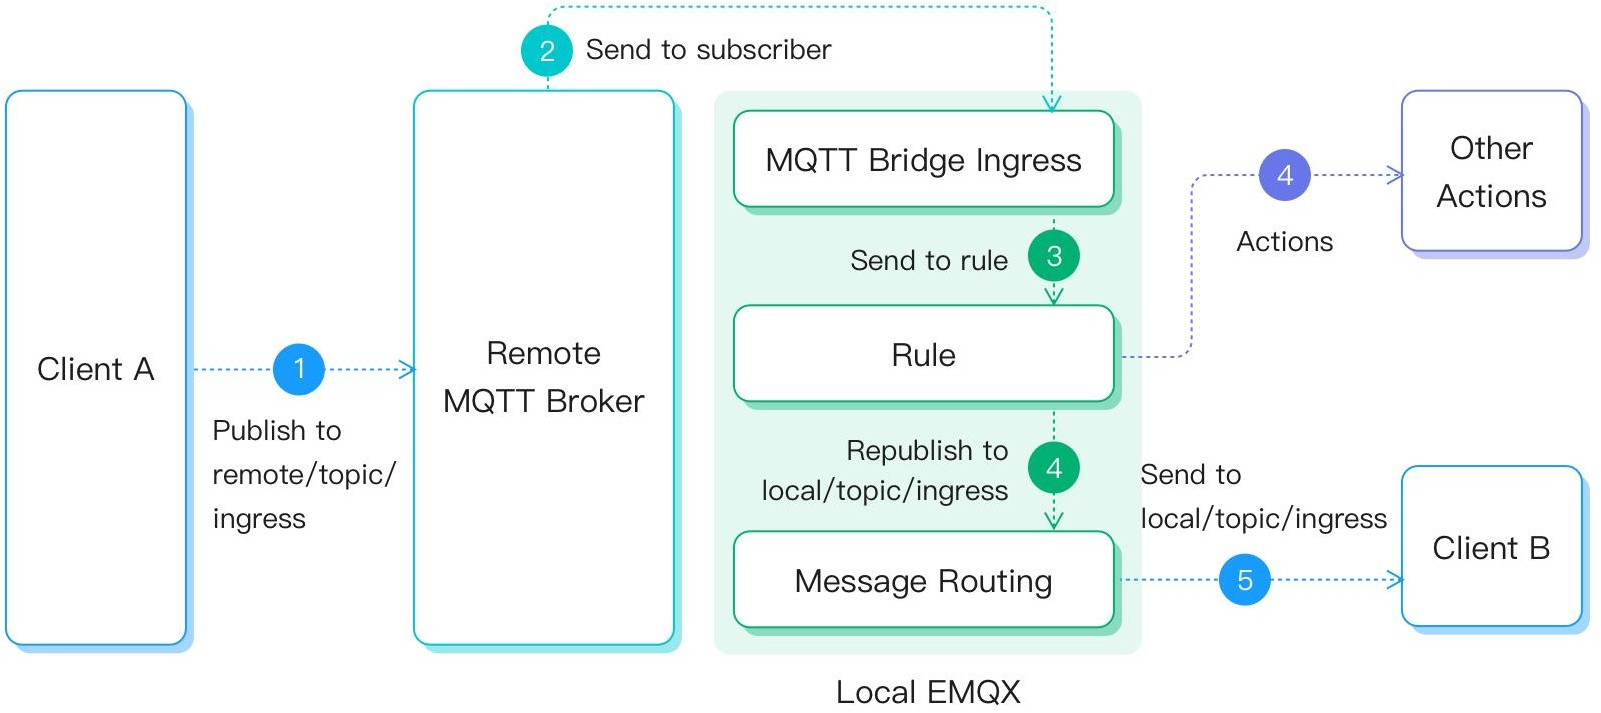 2
Send to subscriber
Client A
1
Publish to
remote/topic/
ingress
Remote
MQTT Broker
MQTT Bridge Ingress
Send to rule
3
Rule
Republish to
local/topic/ingress
4
Message Routing
Local EMQX
4
Actions
Other
Actions
Send to
local/topic/ingress
5
Client B